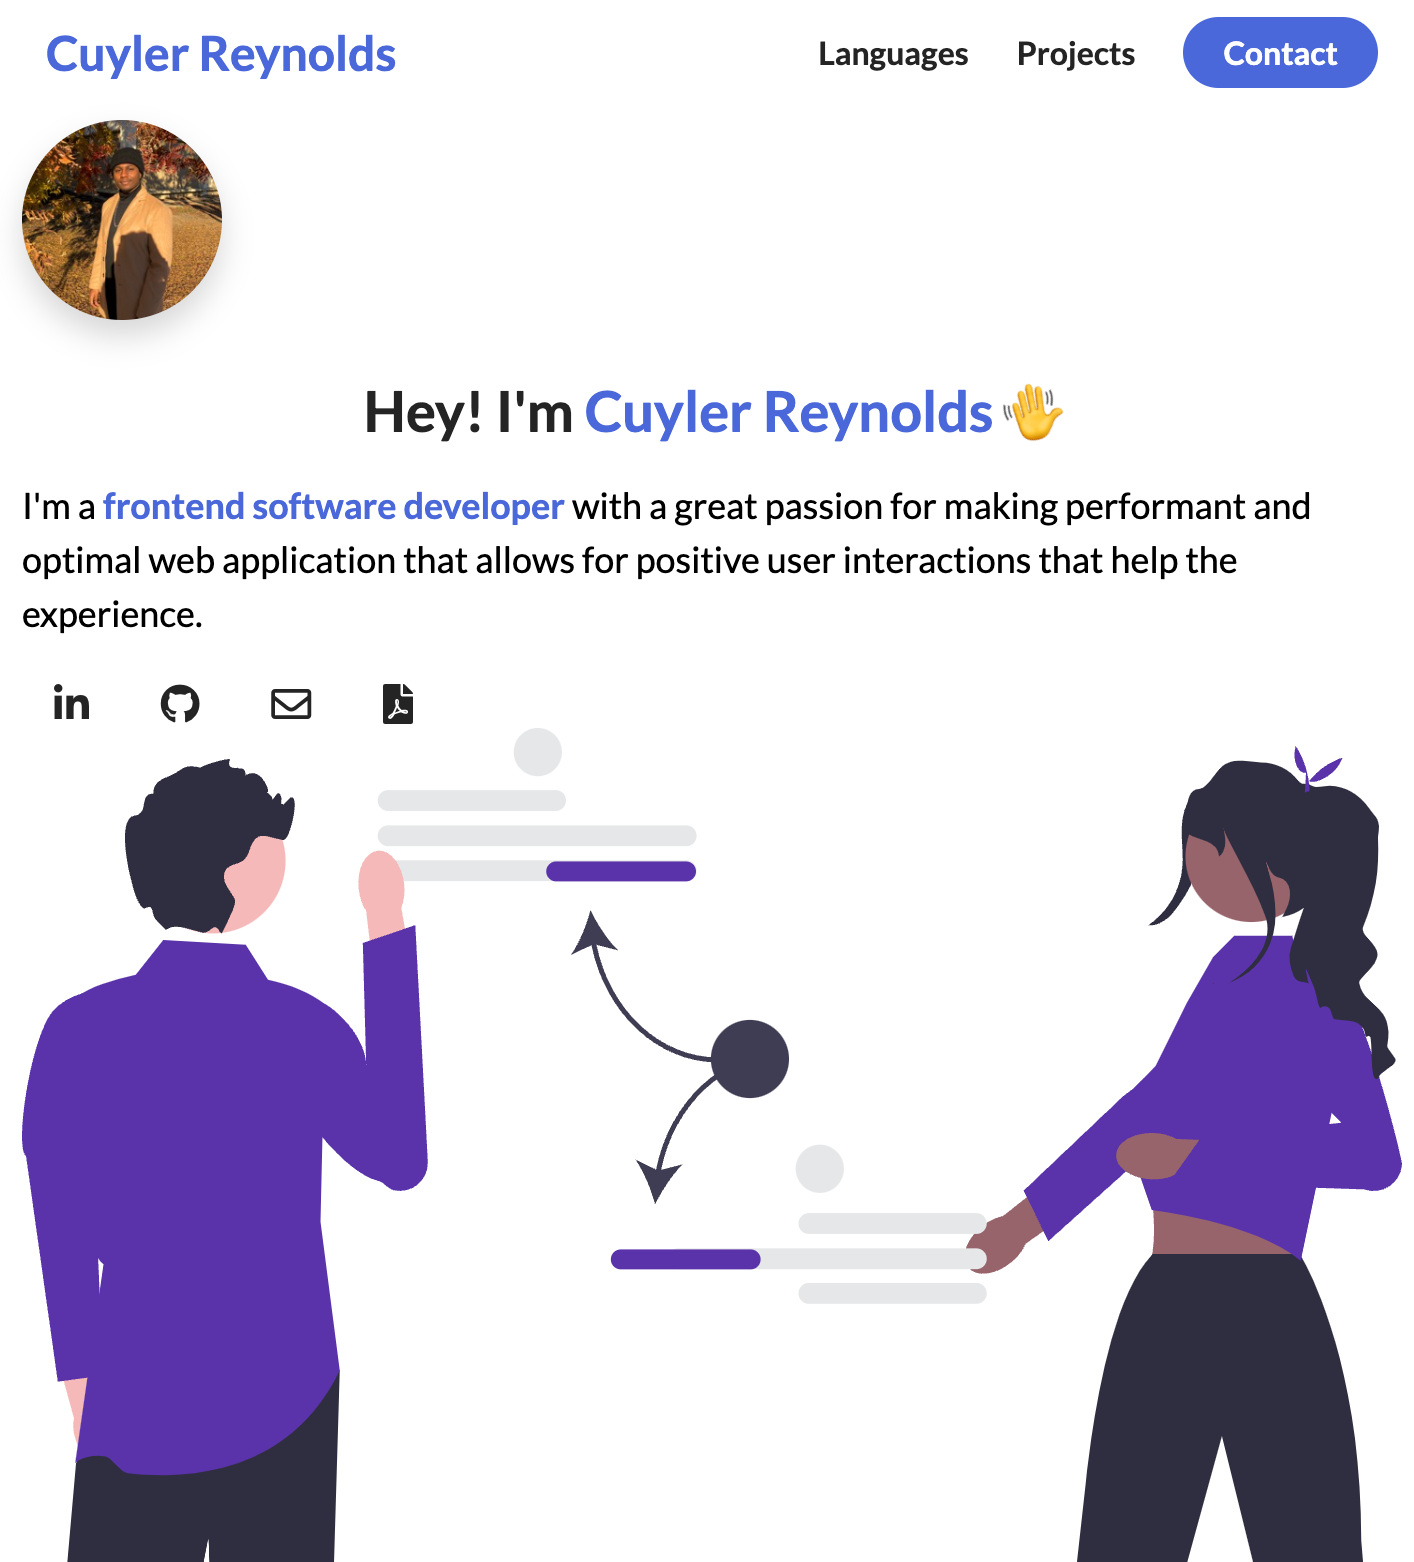 Cuyler Reynolds
Languages Projects Contact
Hey! I'm Cuyler Reynolds 👋
I'm a frontend software developer with a great passion for making performant and
optimal web application that allows for positive user interactions that help the
experience.
in